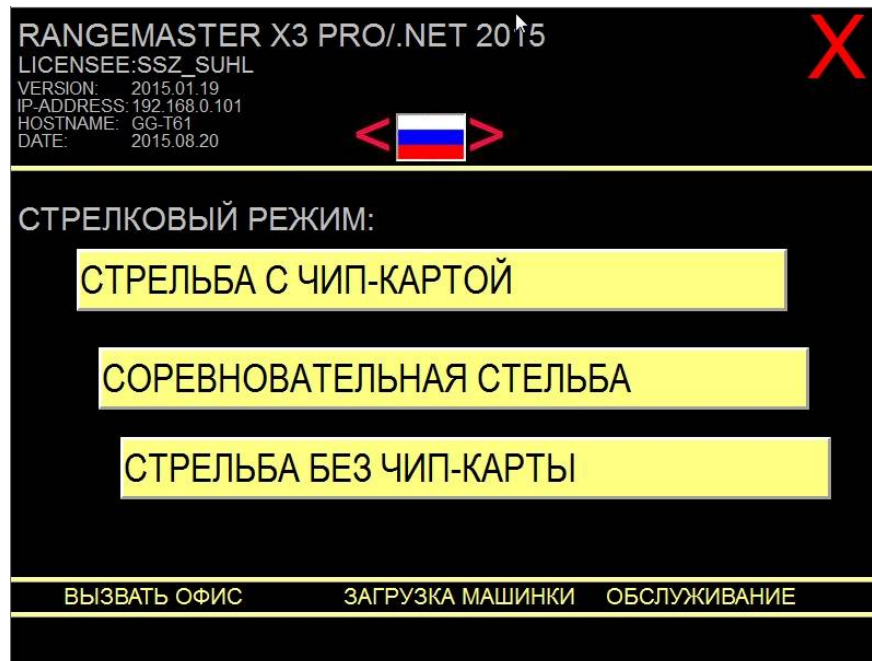 RANGEMASTER X3 PRO/.NET 2015
LICENSEE:SSZ_SUHL
VERSION: 2015.01.19
IP-ADDRESS: 192.168.0.101
HOSTNAME: GG-T61
DATE: 2015.08.20
X
< >
СТРЕЛКОВЫЙ РЕЖИМ:
СТРЕЛЬБА С ЧИП-КАРТОЙ
СОРЕВНОВАТЕЛЬНАЯ СТЕЛЬБА
СТРЕЛЬБА БЕЗ ЧИП-КАРТЫ
ВЫЗВАТЬ ОФИС ЗАГРУЗКА МАШИНКИ ОБСЛУЖИВАНИЕ